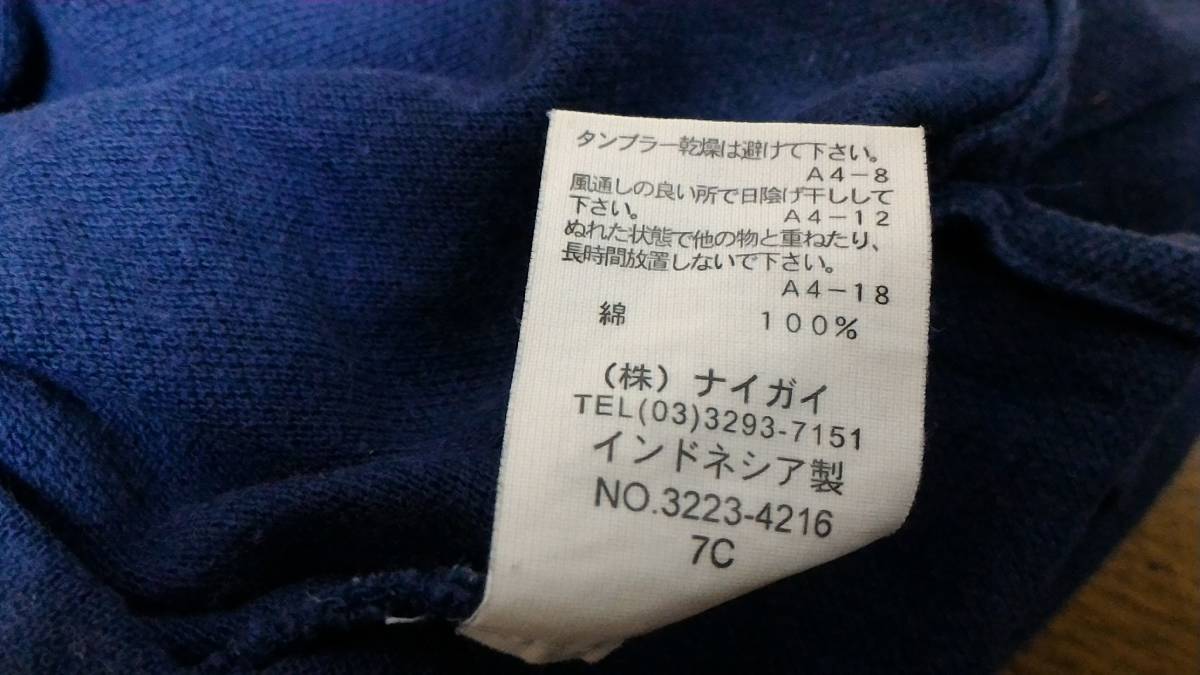 タンブラー乾燥は避けて下さい。
A4-8
風通しの良い所で日陰げ干しして
下さい。 A4-12
ぬれた状態で他の物と重ねたり、
長時間放置しないで下さい。
A4-18
綿 100%
(株)ナイガイ
TEL(03)3293-7151
インドネシア製
NO.3223-4216
7C